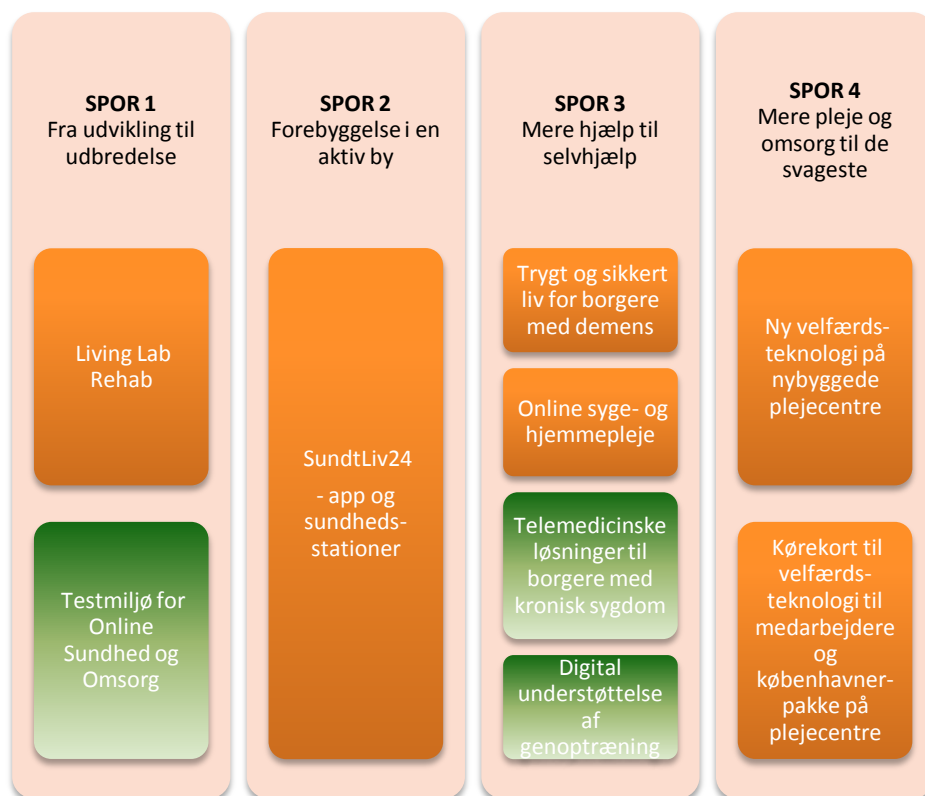 SPOR 1
Fra udvikling til
udbredelse
Living Lab
Rehab
Testmiljø for
Online
Sundhed og
Omsorg
SPOR 2
Forebyggelse i en
aktiv by
SundtLiv24
- app og
sundheds-
stationer
SPOR 3
Mere hjælp til
selvhjælp
Trygt og sikkert
liv for borgere
med demens
Online syge- og
hjemmepleje
Telemedicinske
løsninger til
borgere med
kronisk sygdom
Digital
understøttelse
af
genoptræning
SPOR 4
Mere pleje og
omsorg til de
svageste
Ny velfærds-
teknologi på
nybyggede
plejecentre
Kørekort til
velfærds-
teknologi til
medarbejdere
og
københavner-
pakke på
plejecentre